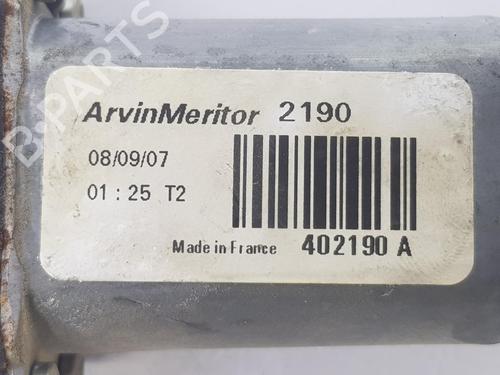 ArvinMeritor 2190
08/09/07
01 : 25 T2
Made in France 402190 A
B-PARTS